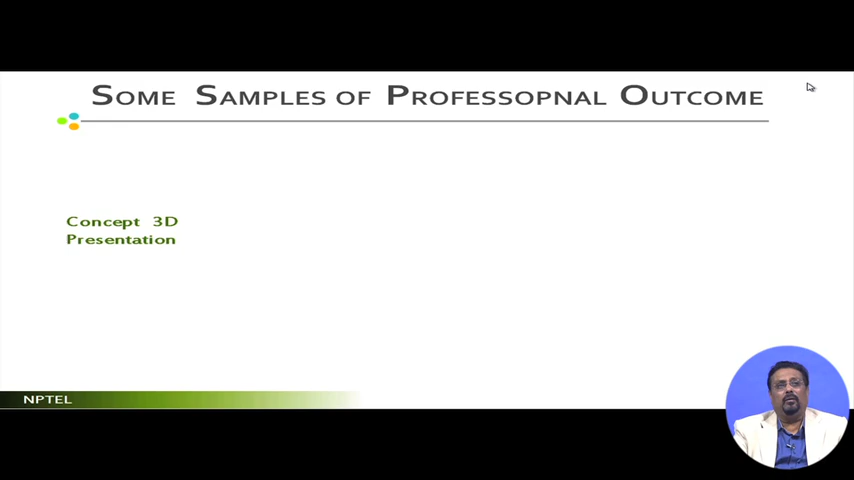 SOME SAMPLES OF PROFESSOPNAL OUTCOME
Concept 3D
Presentation
NPTEL